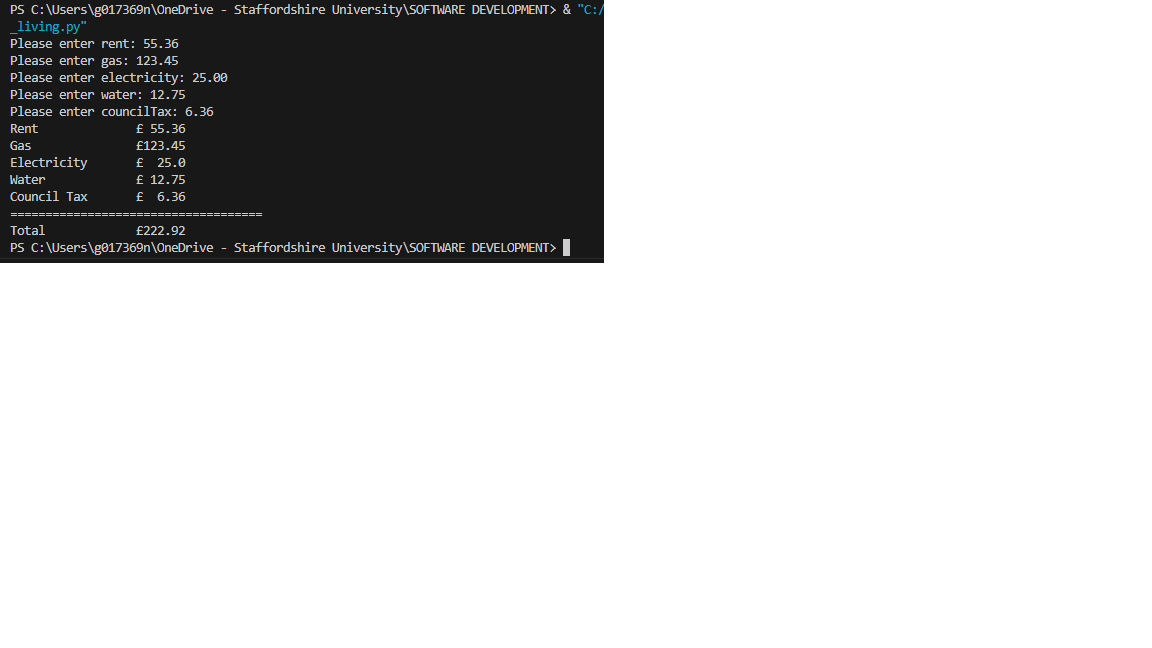 PS C:\Users\g017369n\OneDrive - Staffordshire University\SOFTWARE DEVELOPMENT> & "C:/
_living.py"
Please enter rent: 55.36
Please enter gas: 123.45
Please enter electricity: 25.00
Please enter water: 12.75
Please enter councilTax: 6.36
Rent              £ 55.36
Gas               £123.45
Electricity       £  25.0
Water             £ 12.75
Council Tax       £  6.36
====================================
Total             £222.92
PS C:\Users\g017369n\OneDrive - Staffordshire University\SOFTWARE DEVELOPMENT>